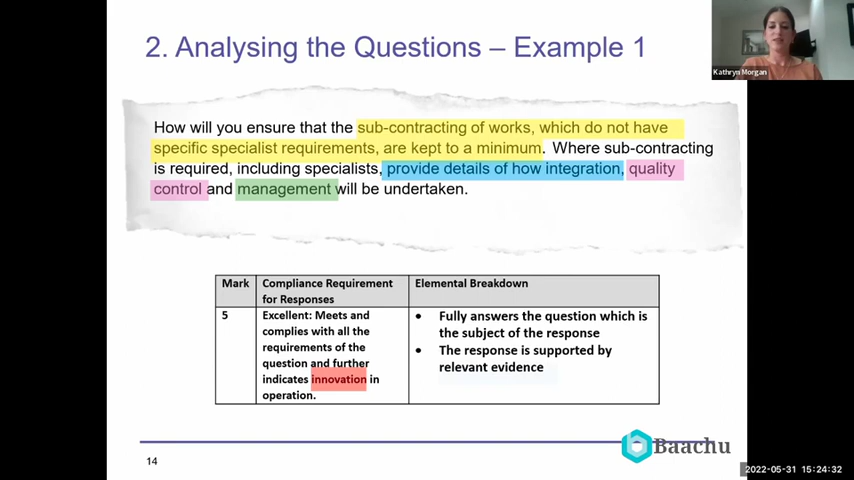 2. Analysing the Questions – Example 1
Kathryn Morgan
How will you ensure that the sub-contracting of works, which do not have
specific specialist requirements, are kept to a minimum. Where sub-contracting
is required, including specialists, provide details of how integration, quality
control and management will be undertaken.
Mark
Compliance Requirement
for Responses
Elemental Breakdown
5
Excellent: Meets and
complies with all the
requirements of the
question and further
indicates innovation in
operation.
• Fully answers the question which is
the subject of the response
• The response is supported by
relevant evidence
14
Baachu
2022-05-31 15:24:32